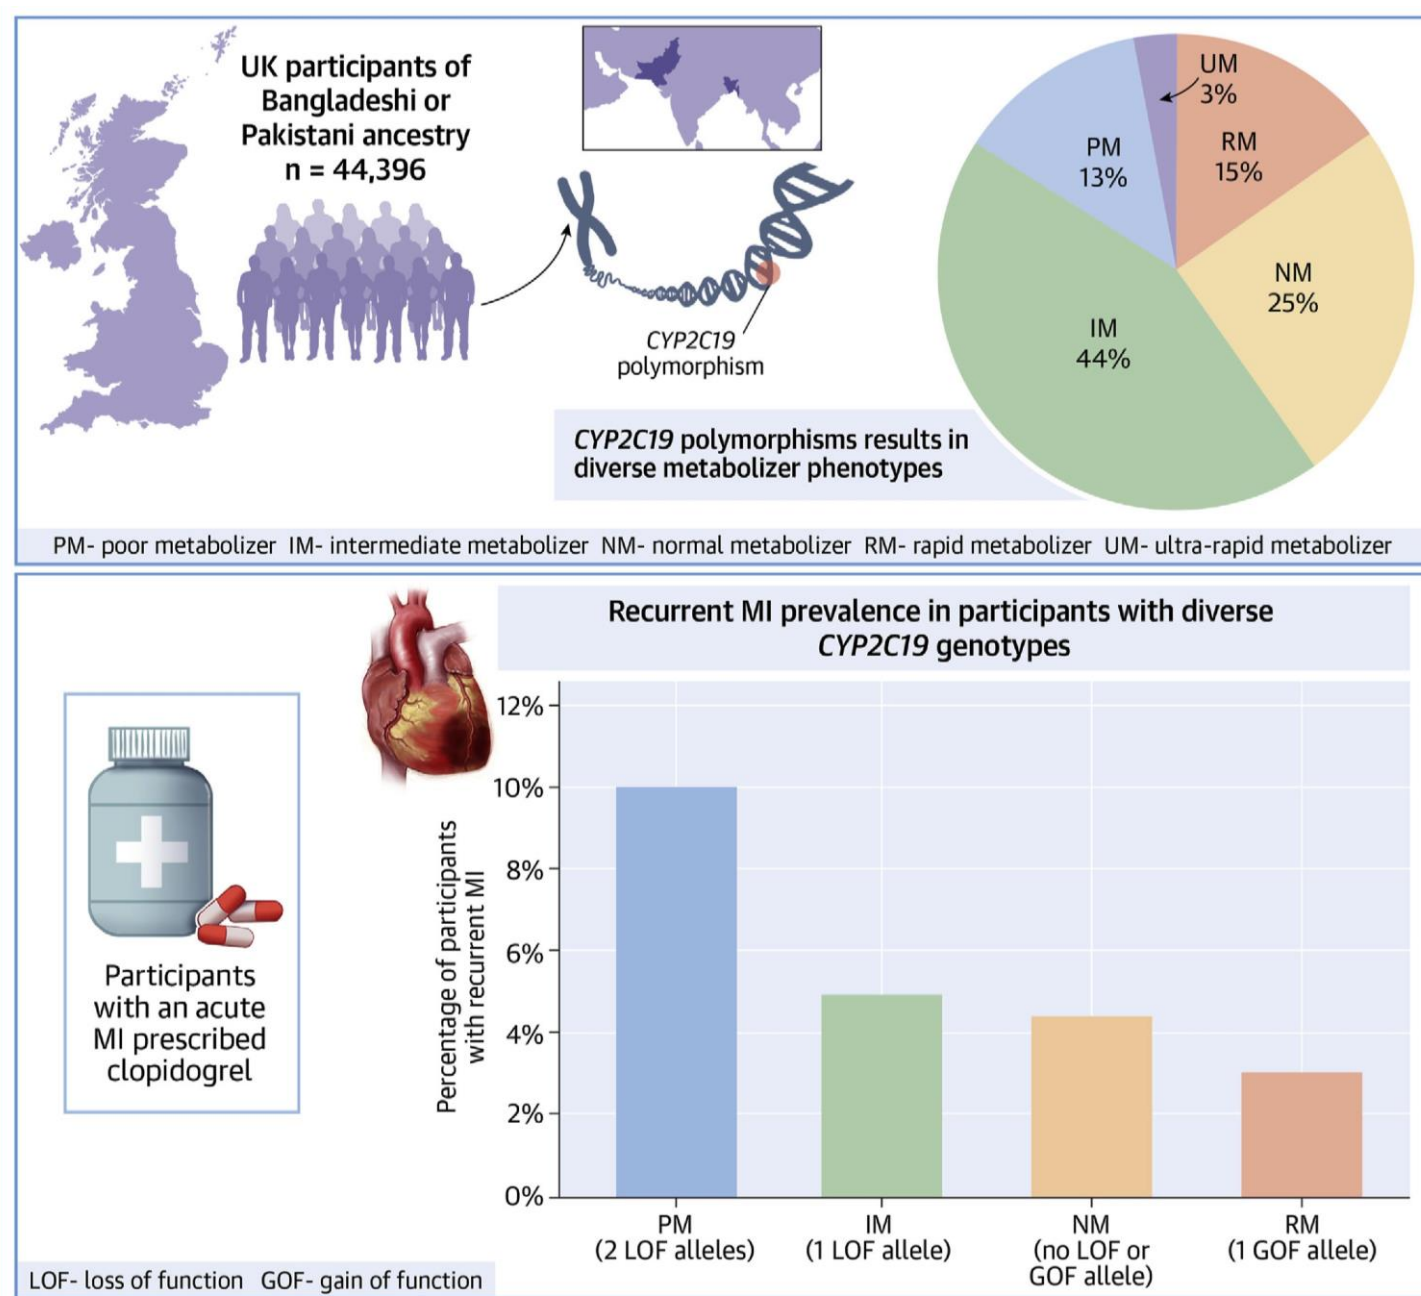 UK participants of
Bangladeshi or
Pakistani ancestry
n = 44,396
CYP2C19
polymorphism
UM
3%
RM
15%
PM
13%
NM
25%
IM
44%
CYP2C19 polymorphisms results in
diverse metabolizer phenotypes
PM- poor metabolizer IM- intermediate metabolizer NM- normal metabolizer RM- rapid metabolizer UM- ultra-rapid metabolizer
Participants
with an acute
MI prescribed
clopidogrel
Recurrent MI prevalence in participants with diverse
CYP2C19 genotypes
Percentage of participants
with recurrent MI
12%
10%
8%
6%
4%
2%
0%
PM
(2 LOF alleles)
IM
(1 LOF allele)
NM
(no LOF or
GOF allele)
RM
(1 GOF allele)
LOF- loss of function GOF- gain of function